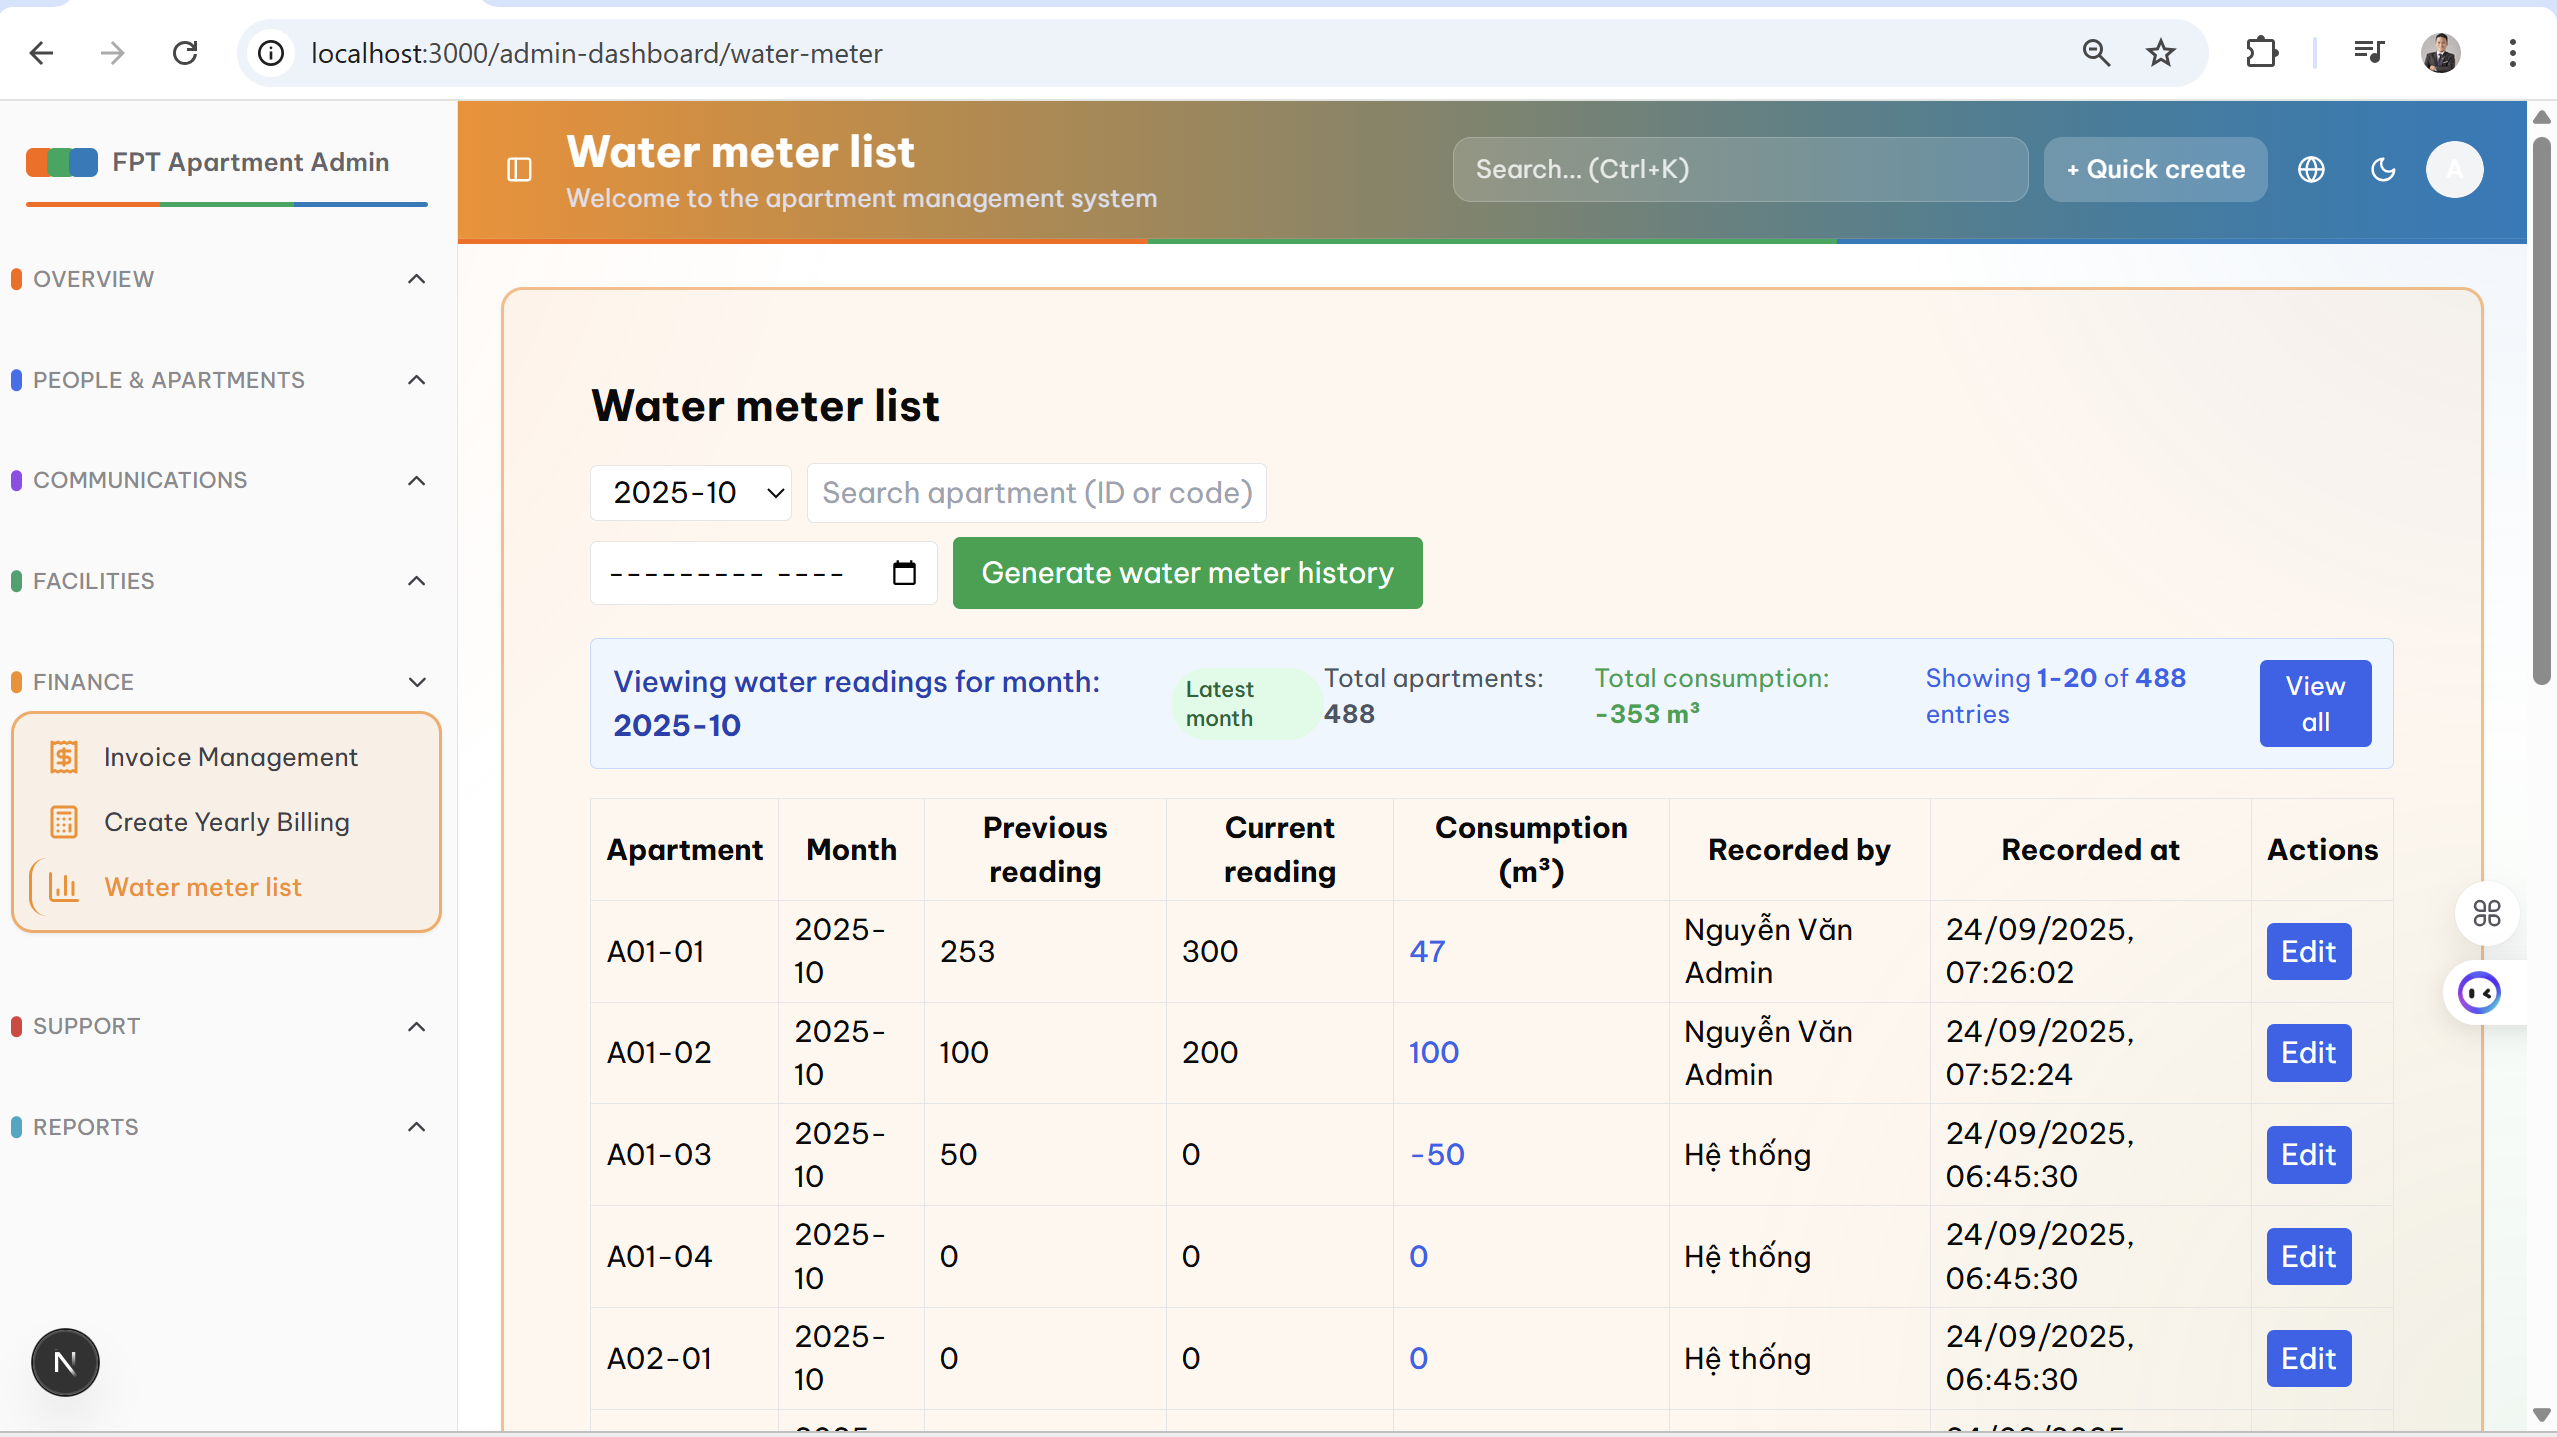 localhost:3000/admin-dashboard/water-meter
FPT Apartment Admin
OVERVIEW
PEOPLE & APARTMENTS
COMMUNICATIONS
FACILITIES
FINANCE
Invoice Management
Create Yearly Billing
Water meter list
SUPPORT
REPORTS
N
Water meter list
Welcome to the apartment management system
Search... (Ctrl+K)
+ Quick create
A
Water meter list
2025-10
Search apartment (ID or code)
--------- ----
Generate water meter history
Viewing water readings for month:
2025-10
Latest
month
Total apartments:
488
Total consumption:
-353 m³
Showing 1-20 of 488
entries
View
all
Apartment Month Previous reading Current reading Consumption (m³) Recorded by Recorded at Actions
A01-01 2025-10 253 300 47 Nguyễn Văn Admin 24/09/2025, 07:26:02 Edit
A01-02 2025-10 100 200 100 Nguyễn Văn Admin 24/09/2025, 07:52:24 Edit
A01-03 2025-10 50 0 -50 Hệ thống 24/09/2025, 06:45:30 Edit
A01-04 2025-10 0 0 0 Hệ thống 24/09/2025, 06:45:30 Edit
A02-01 2025-10 0 0 0 Hệ thống 24/09/2025, 06:45:30 Edit